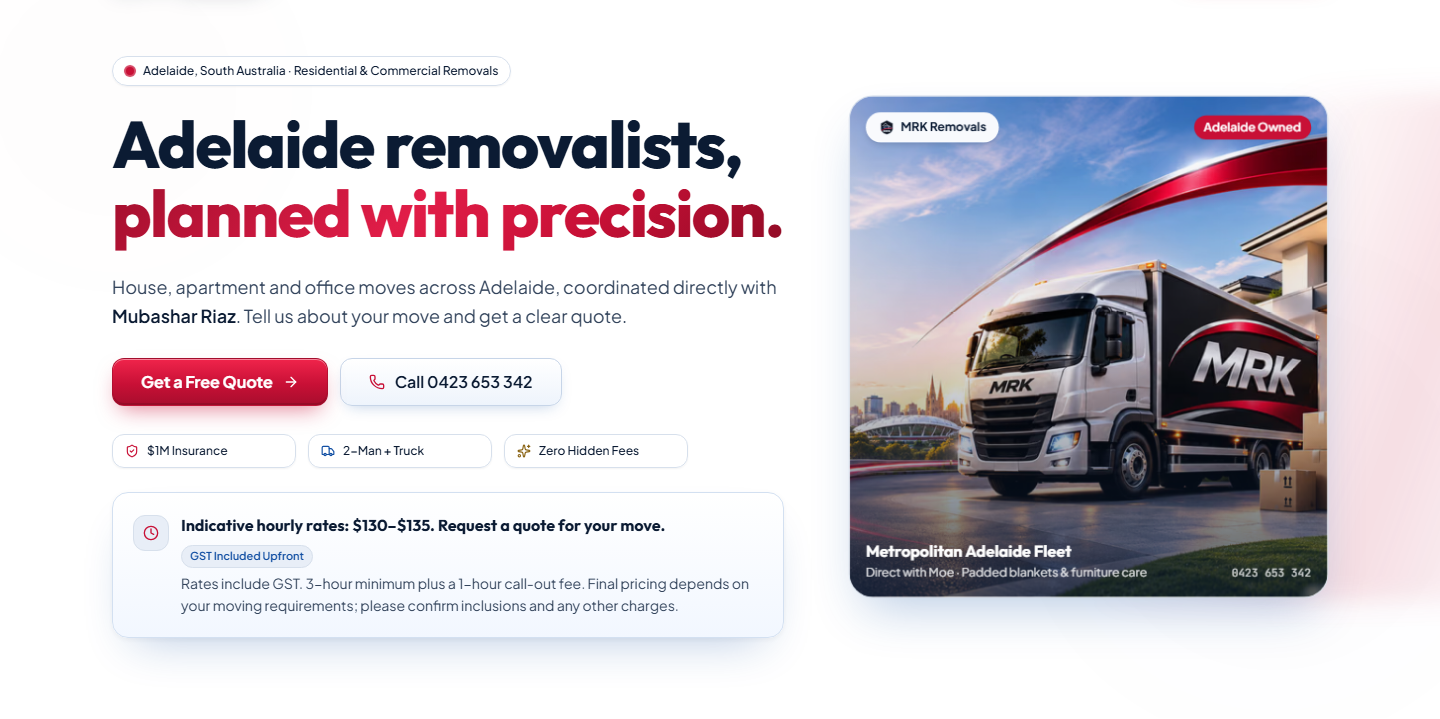 Adelaide, South Australia · Residential & Commercial Removals
Adelaide removalists,
planned with precision.
House, apartment and office moves across Adelaide, coordinated directly with
Mubashar Riaz. Tell us about your move and get a clear quote.
Get a Free Quote →
Call 0423 653 342
$1M Insurance
2-Man + Truck
Zero Hidden Fees
Indicative hourly rates: $130–$135. Request a quote for your move.
GST Included Upfront
Rates include GST. 3-hour minimum plus a 1-hour call-out fee. Final pricing depends on
your moving requirements; please confirm inclusions and any other charges.
MRK Removals
Adelaide Owned
MRK
MRK
Metropolitan Adelaide Fleet
Direct with Moe · Padded blankets & furniture care
0423 653 342